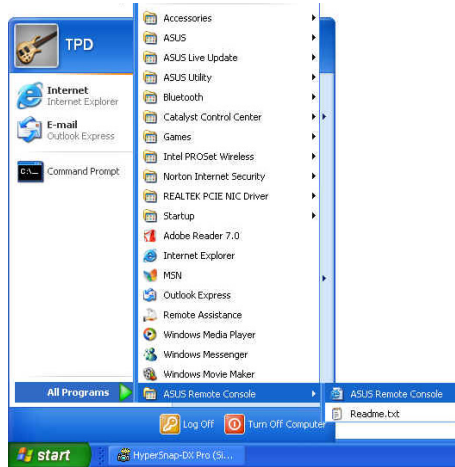 TPD
Internet
Internet Explorer
E-mail
Outlook Express
C:\_
Command Prompt
All Programs
Accessories
ASUS
ASUS Live Update
ASUS Utility
Bluetooth
Catalyst Control Center
Games
Intel PROSet Wireless
Norton Internet Security
REALTEK PCIE NIC Driver
Startup
Adobe Reader 7.0
Internet Explorer
MSN
Outlook Express
Remote Assistance
Windows Media Player
Windows Messenger
Windows Movie Maker
ASUS Remote Console
ASUS Remote Console
Readme.txt
Log Off
Turn Off Computer
start
HyperSnap-DX Pro (Si...